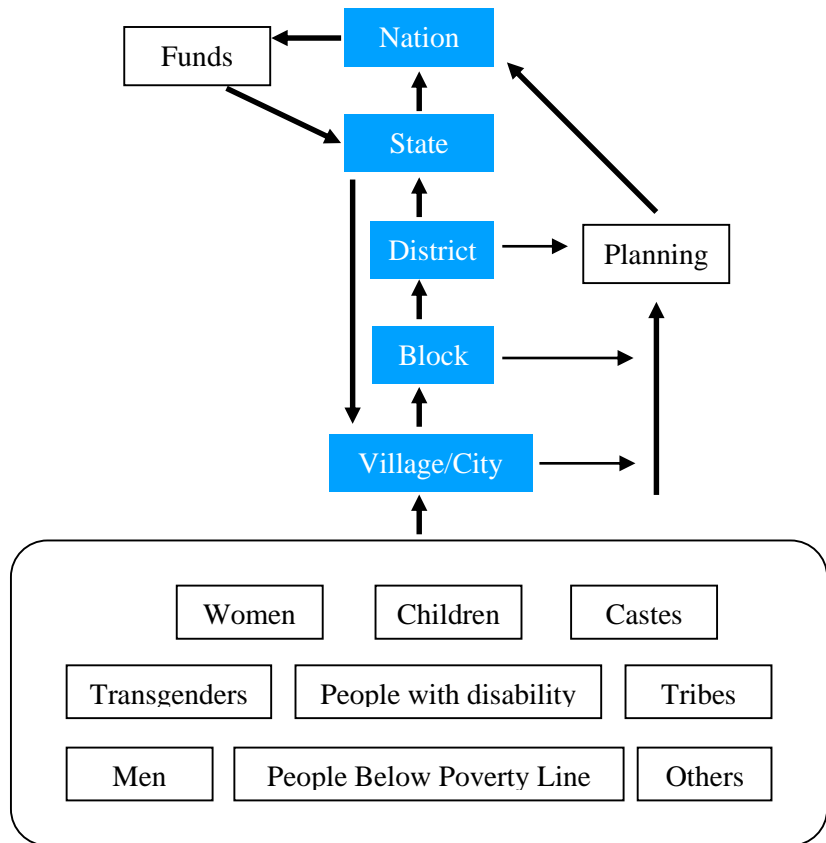 Nation
Funds
State
District
Planning
Block
Village/City
Women
Children
Castes
Transgenders
People with disability
Tribes
Men
People Below Poverty Line
Others